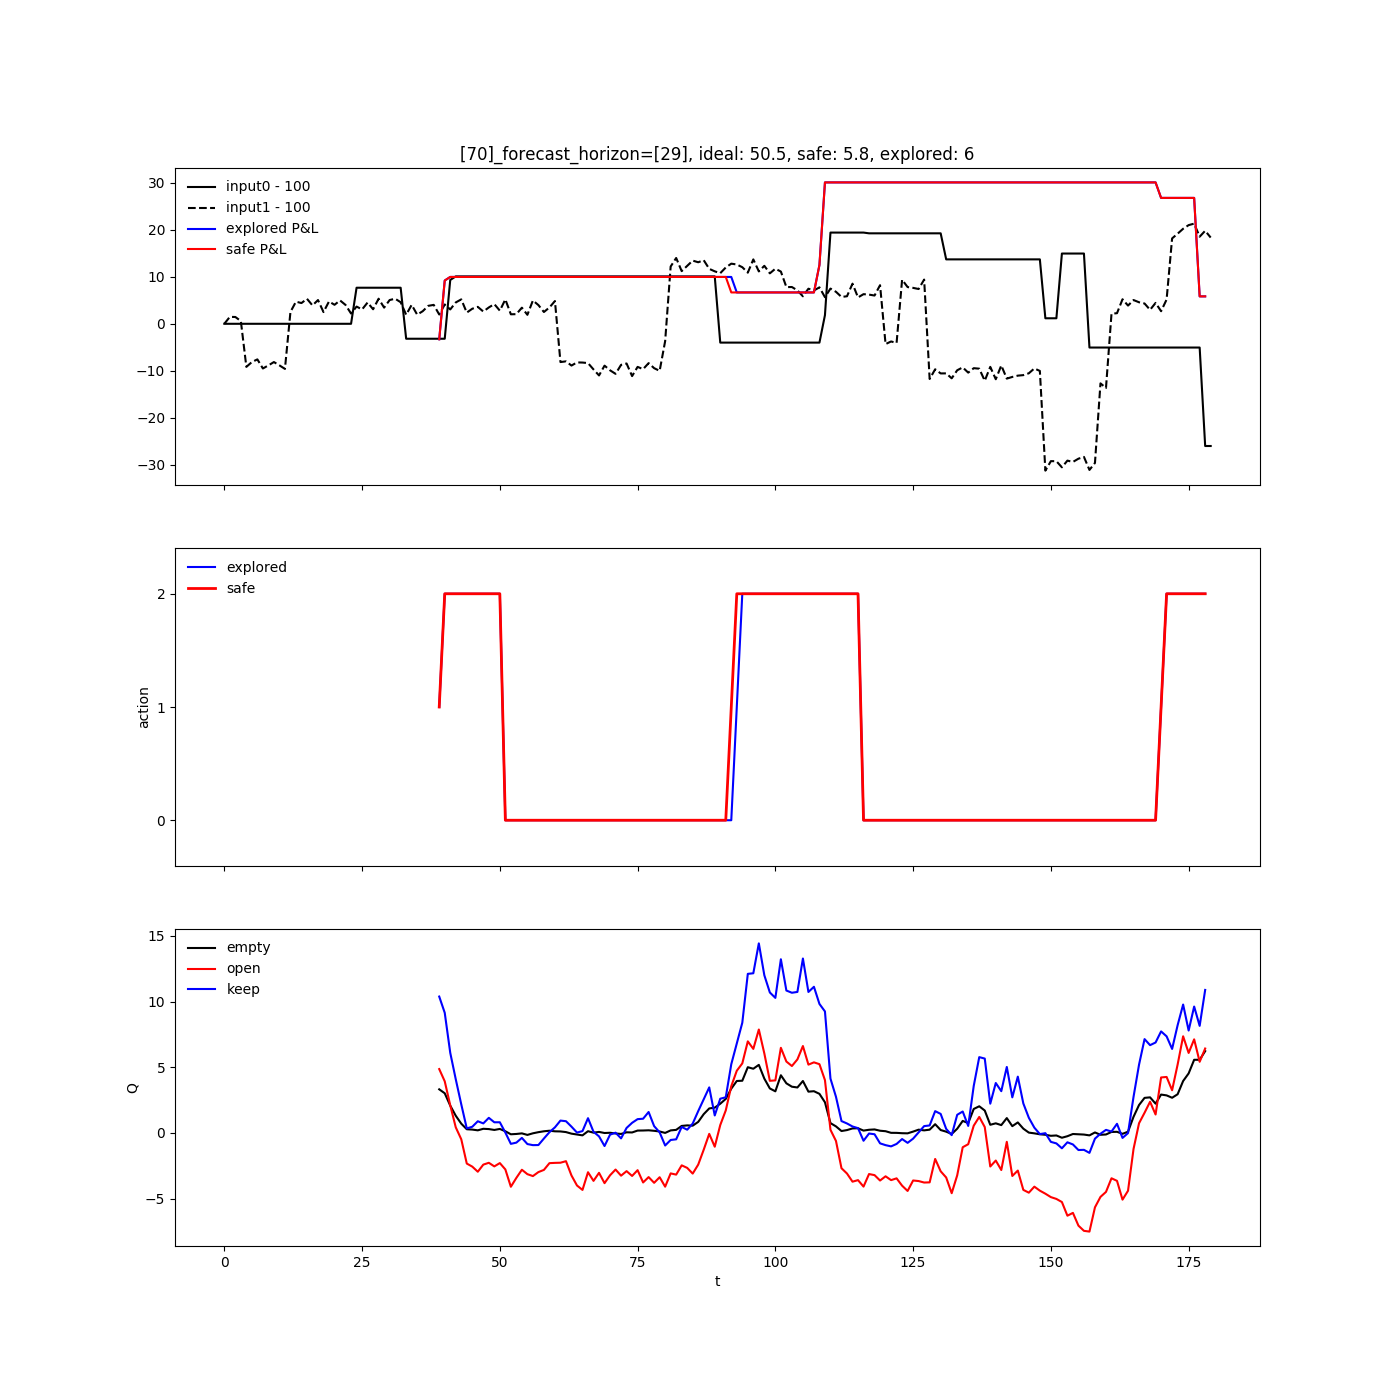 [70]_forecast_horizon=[29], ideal: 50.5, safe: 5.8, explored: 6
30
20
10
0
−10
−20
−30
input0 - 100
input1 - 100
explored P&L
safe P&L
2
1
0
action
explored
safe
15
10
5
0
−5
Q
empty
open
keep
0 25 50 75 100 125 150 175
t